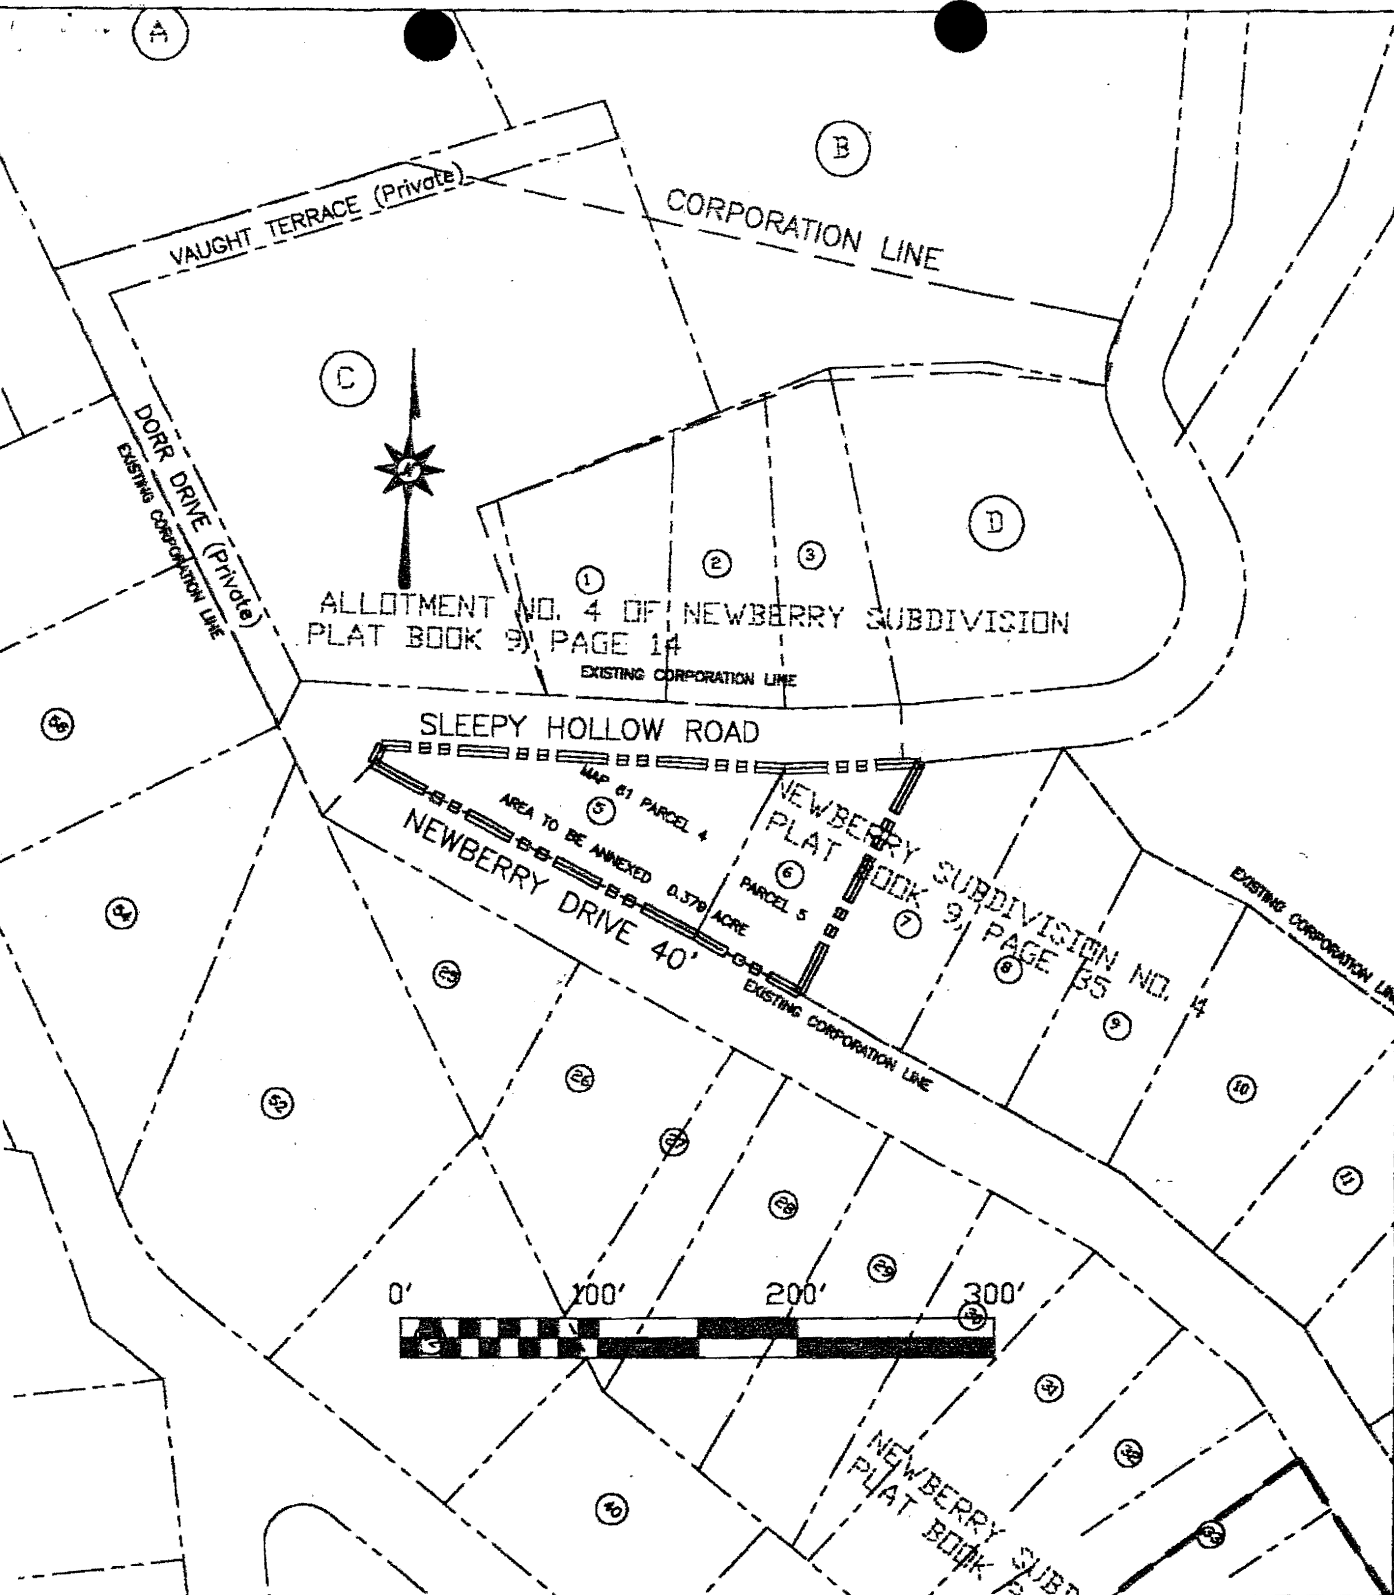 A
B
CORPORATION LINE
VAUGHT TERRACE (Private)
C
DORR DRIVE (Private)
EXISTING CORPORATION LINE
D
1
2
3
ALLOTMENT NO. 4 OF NEWBERRY SUBDIVISION
PLAT BOOK 9, PAGE 14
EXISTING CORPORATION LINE
SLEEPY HOLLOW ROAD
MAP 61 PARCEL 4
5
AREA TO BE ANNEXED 0.379 ACRE
NEWBERRY DRIVE 40'
6
PARCEL 5
NEWBERRY SUBDIVISION NO. 4
PLAT BOOK 9, PAGE 35
7
8
9
10
11
EXISTING CORPORATION LINE
EXISTING CORPORATION LINE
54
25
52
26
27
28
29
0' 100' 200' 300'
31
40
NEWBERRY SUBD
PLAT BOOK 9